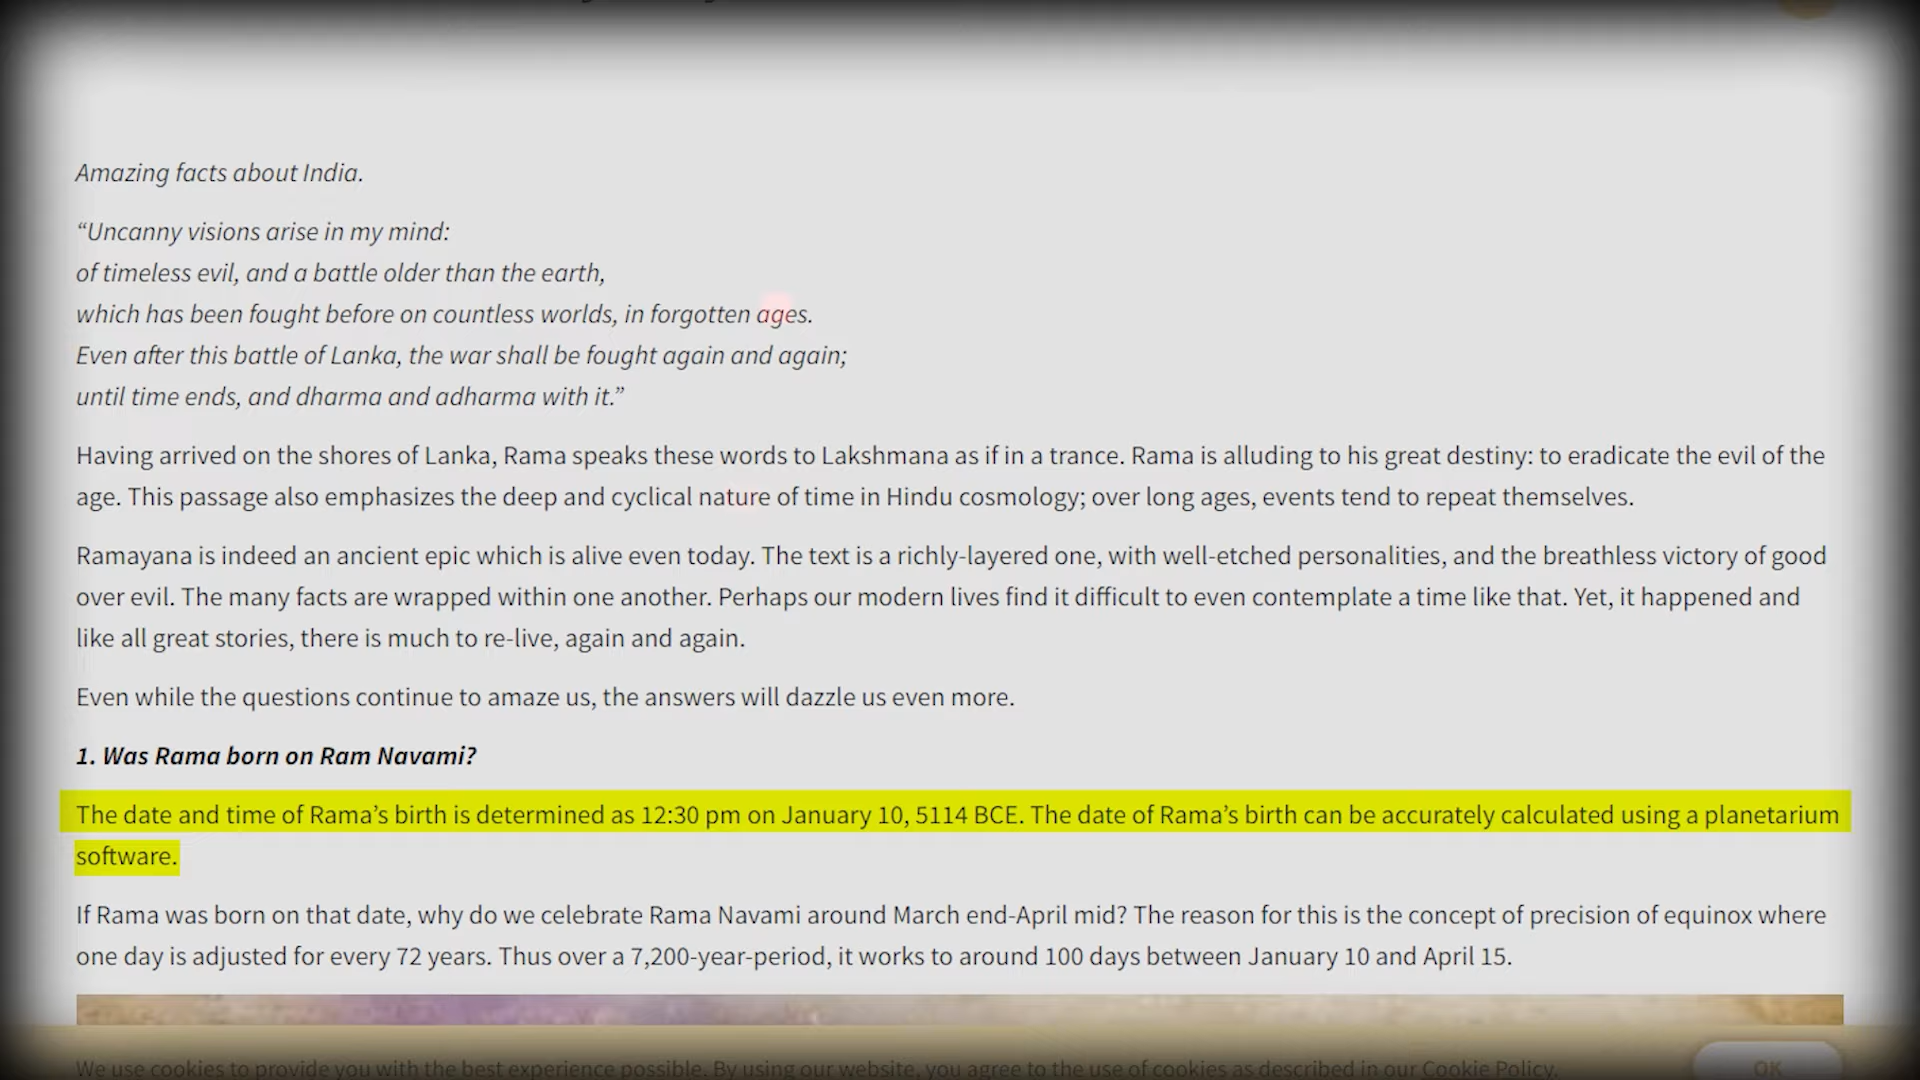 Amazing facts about India.
“Uncanny visions arise in my mind:
of timeless evil, and a battle older than the earth,
which has been fought before on countless worlds, in forgotten ages.
Even after this battle of Lanka, the war shall be fought again and again;
until time ends, and dharma and adharma with it.”
Having arrived on the shores of Lanka, Rama speaks these words to Lakshmana as if in a trance. Rama is alluding to his great destiny: to eradicate the evil of the
age. This passage also emphasizes the deep and cyclical nature of time in Hindu cosmology; over long ages, events tend to repeat themselves.
Ramayana is indeed an ancient epic which is alive even today. The text is a richly-layered one, with well-etched personalities, and the breathless victory of good
over evil. The many facts are wrapped within one another. Perhaps our modern lives find it difficult to even contemplate a time like that. Yet, it happened and
like all great stories, there is much to re-live, again and again.
Even while the questions continue to amaze us, the answers will dazzle us even more.
1. Was Rama born on Ram Navami?
The date and time of Rama’s birth is determined as 12:30 pm on January 10, 5114 BCE. The date of Rama’s birth can be accurately calculated using a planetarium
software.
If Rama was born on that date, why do we celebrate Rama Navami around March end-April mid? The reason for this is the concept of precision of equinox where
one day is adjusted for every 72 years. Thus over a 7,200-year-period, it works to around 100 days between January 10 and April 15.
We use cookies to provide you with the best experience possible. By using our website, you agree to the use of cookies as described in our Cookie Policy.
OK